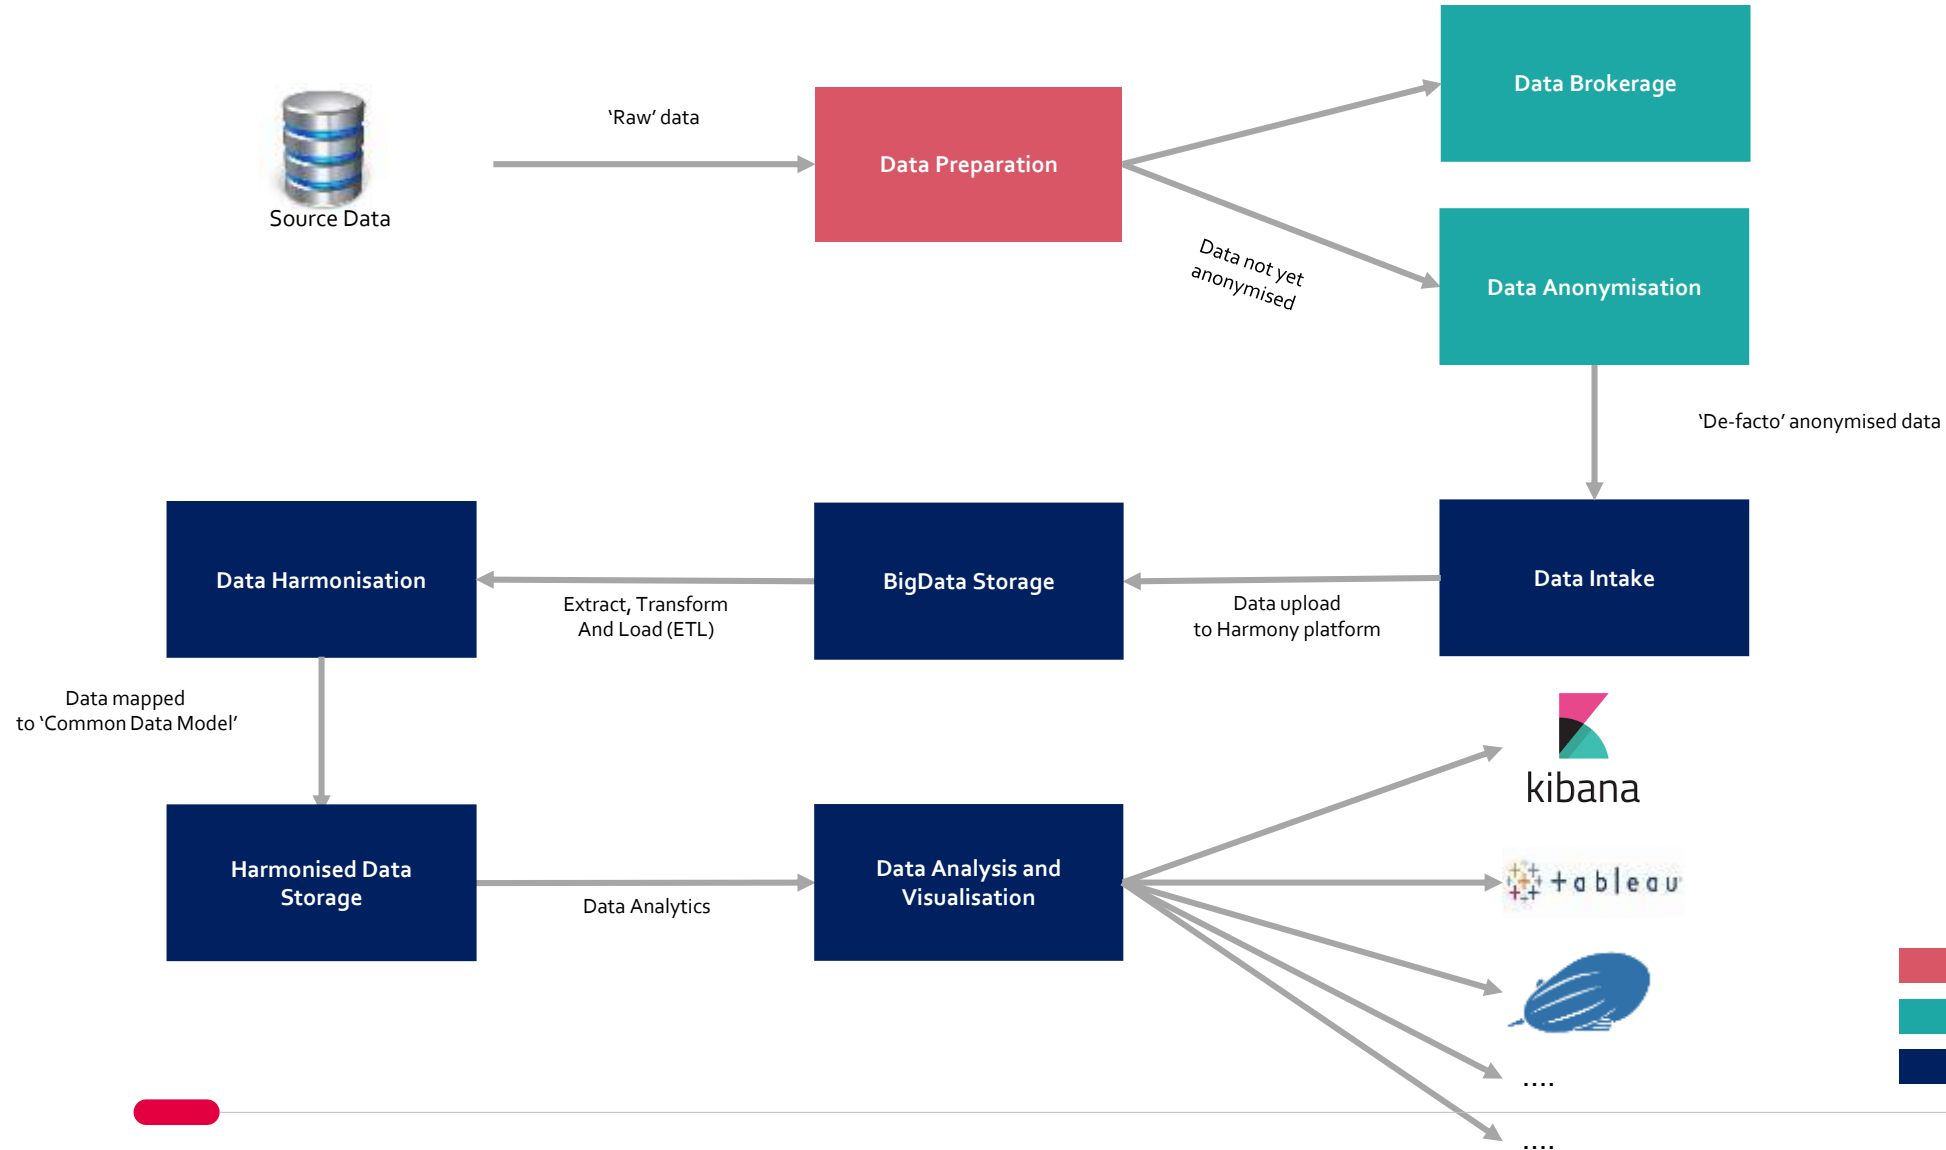 Data Brokerage
'Raw' data
Data Preparation
Source Data
Data not yet
anonymised
Data Anonymisation
'De-facto' anonymised data
Data Harmonisation
Extract, Transform
And Load (ETL)
BigData Storage
Data upload
to Harmony platform
Data Intake
Data mapped
to 'Common Data Model'
kibana
Harmonised Data
Storage
Data Analytics
Data Analysis and
Visualisation
+ableau
....
....